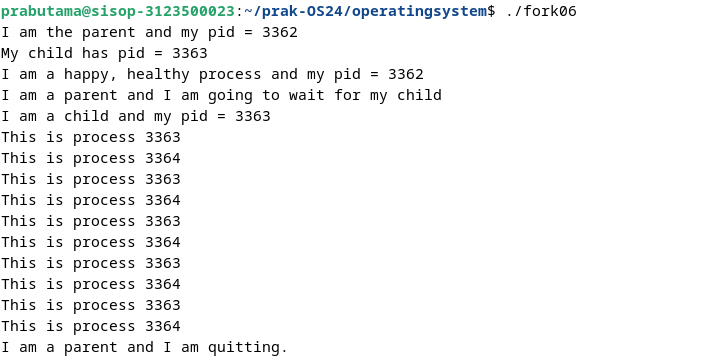 prabutama@sisop-3123500023:~/prak-OS24/operatingsystem$ ./fork06
I am the parent and my pid = 3362
My child has pid = 3363
I am a happy, healthy process and my pid = 3362
I am a parent and I am going to wait for my child
I am a child and my pid = 3363
This is process 3363
This is process 3364
This is process 3363
This is process 3364
This is process 3363
This is process 3364
This is process 3363
This is process 3364
This is process 3363
This is process 3364
I am a parent and I am quitting.